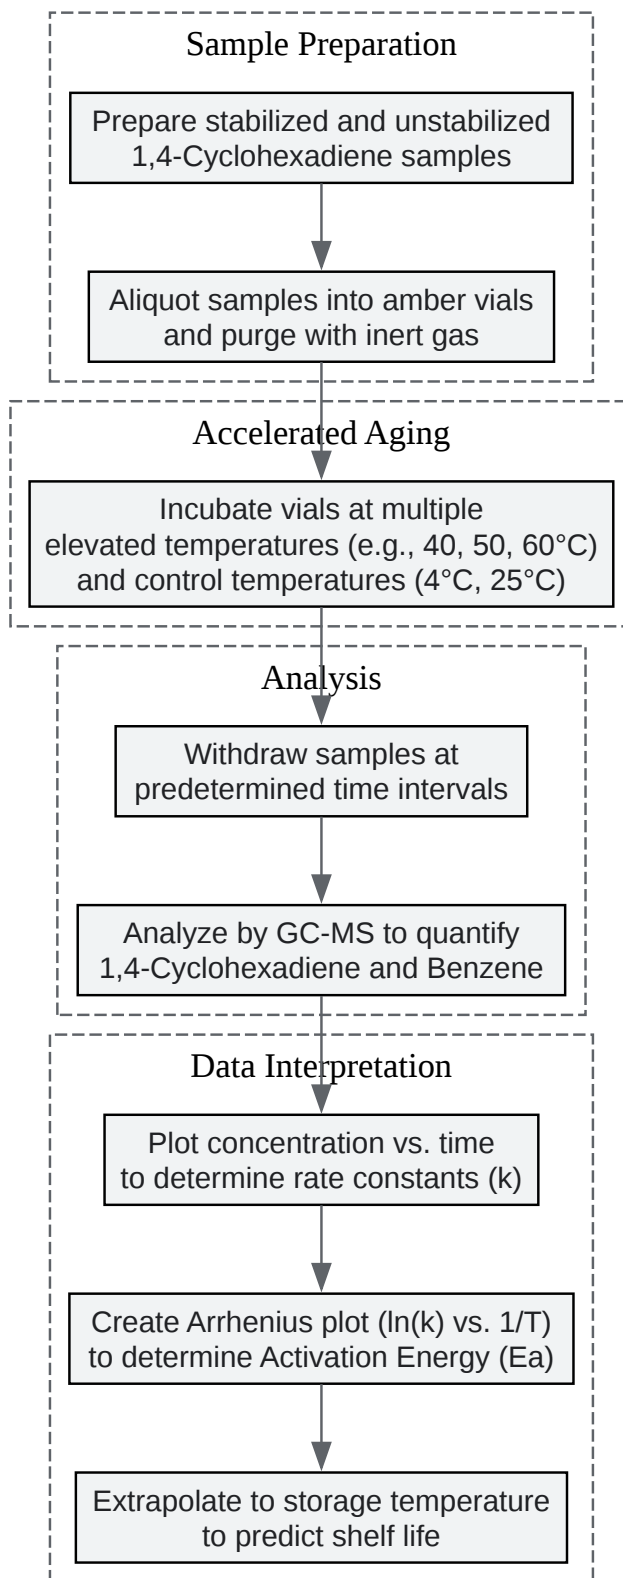 Sample Preparation
Prepare stabilized and unstabilized
1,4-Cyclohexadiene samples
Aliquot samples into amber vials
and purge with inert gas
Accelerated Aging
Incubate vials at multiple
elevated temperatures (e.g., 40, 50, 60°C)
and control temperatures (4°C, 25°C)
Analysis
Withdraw samples at
predetermined time intervals
Analyze by GC-MS to quantify
1,4-Cyclohexadiene and Benzene
Data Interpretation
Plot concentration vs. time
to determine rate constants (k)
Create Arrhenius plot (ln(k) vs. 1/T)
to determine Activation Energy (Ea)
Extrapolate to storage temperature
to predict shelf life